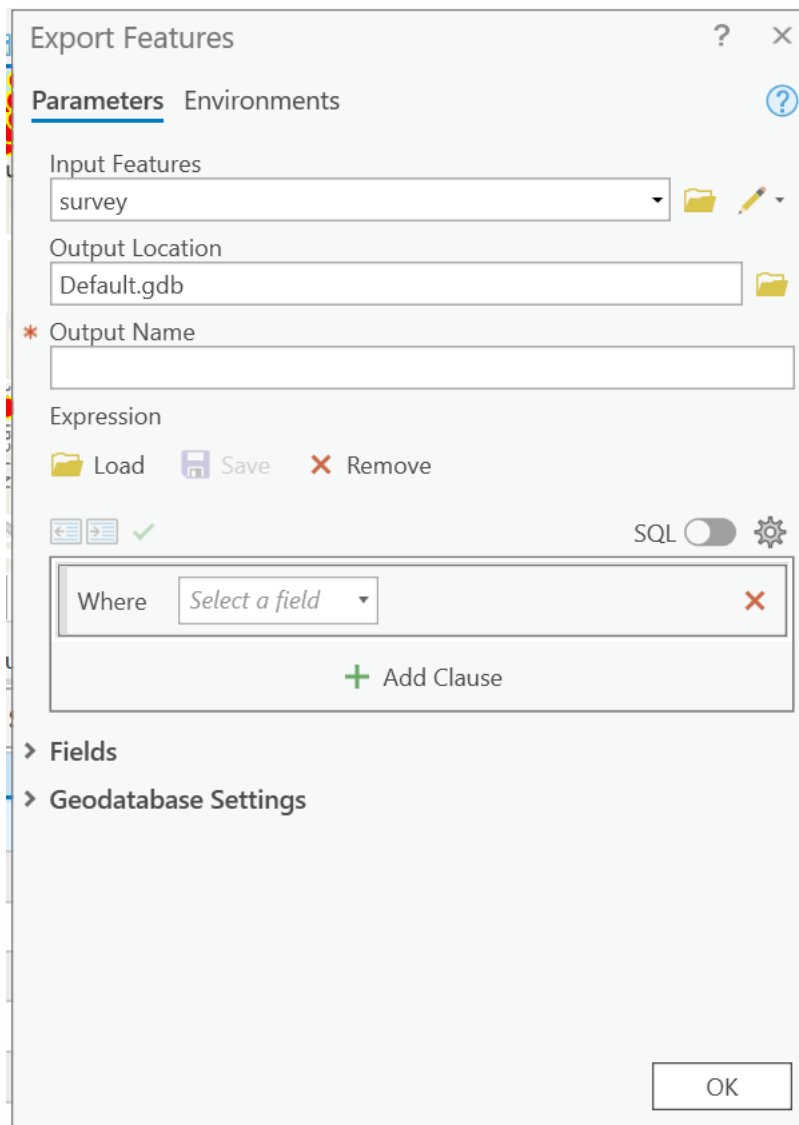 Export Features ? ×
Parameters Environments ?
Input Features
survey
Output Location
Default.gdb
* Output Name
Expression
Load Save Remove
SQL
Where Select a field
Add Clause
Fields
Geodatabase Settings
OK